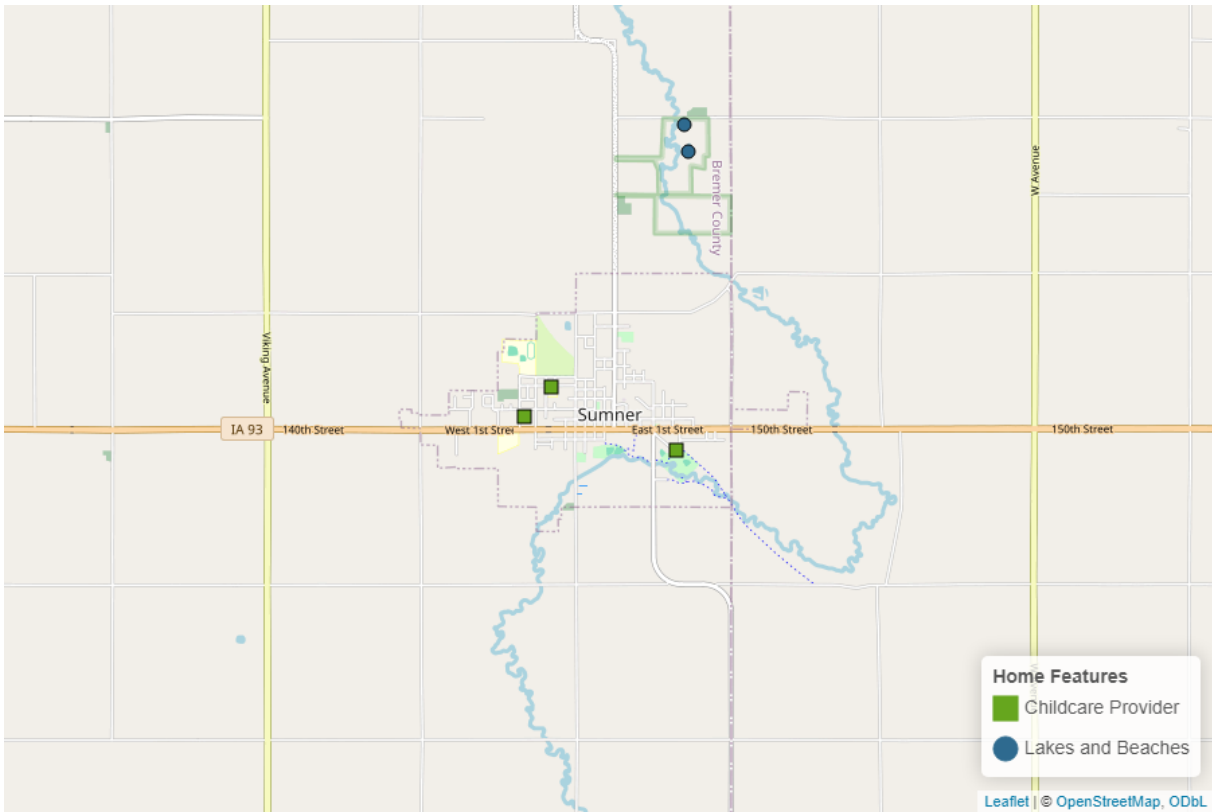 W Avenue
Bremer County
Viking Avenue
Sumner
IA 93
140th Street
West 1st Stree
East 1st Street
150th Street
150th Street
Home Features
Childcare Provider
Lakes and Beaches
Leaflet | © OpenStreetMap, ODbL